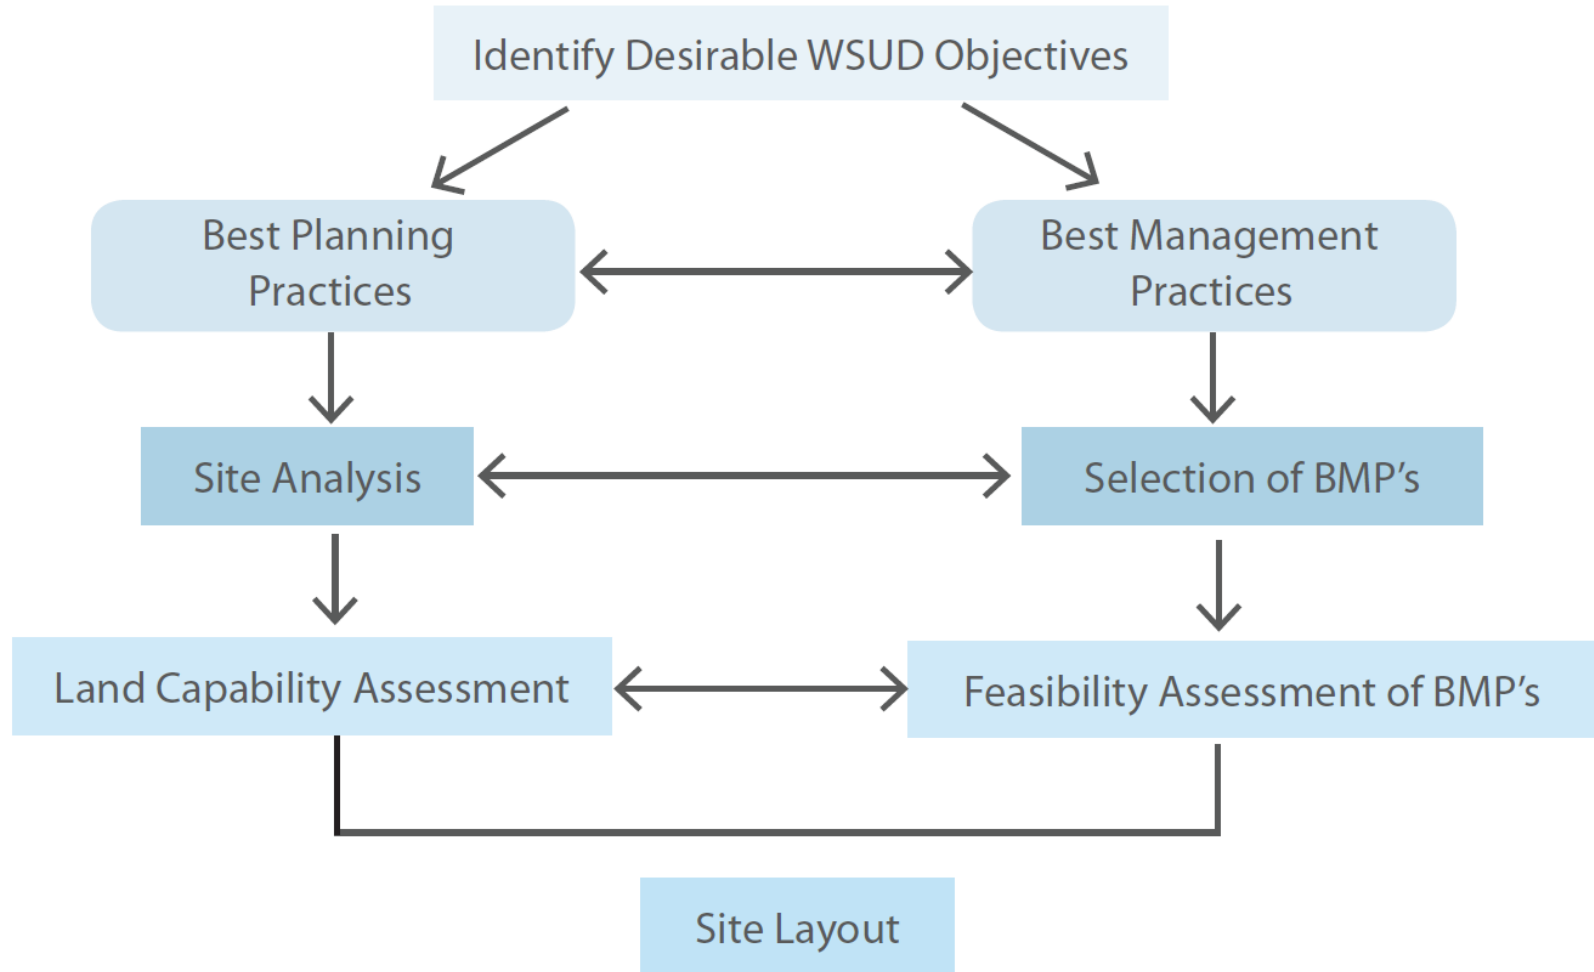 Identify Desirable WSUD Objectives
Best Planning
Practices
Best Management
Practices
Site Analysis
Selection of BMP’s
Land Capability Assessment
Feasibility Assessment of BMP’s
Site Layout